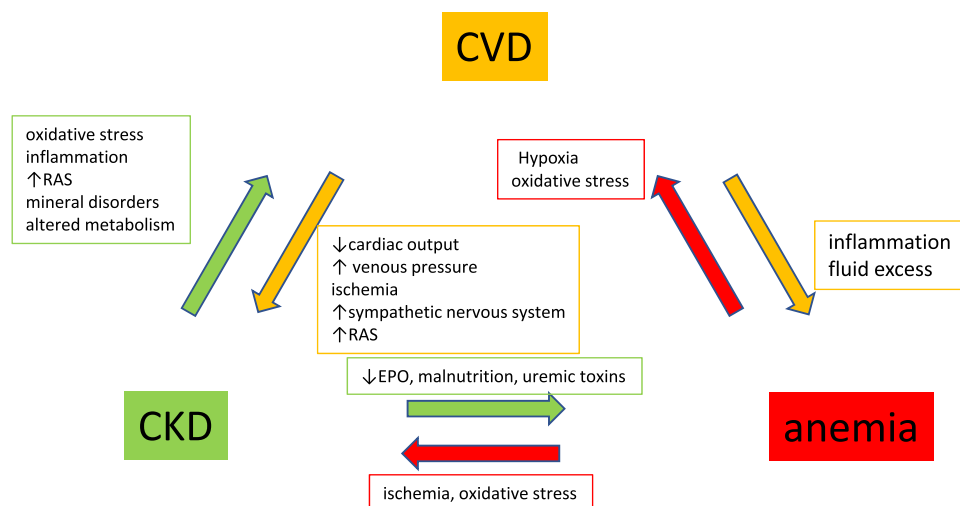 CVD
oxidative stress
inflammation
↑RAS
mineral disorders
altered metabolism
Hypoxia
oxidative stress
↓cardiac output
↑ venous pressure
ischemia
↑sympathetic nervous system
↑RAS
inflammation
fluid excess
↓EPO, malnutrition, uremic toxins
CKD
anemia
ischemia, oxidative stress